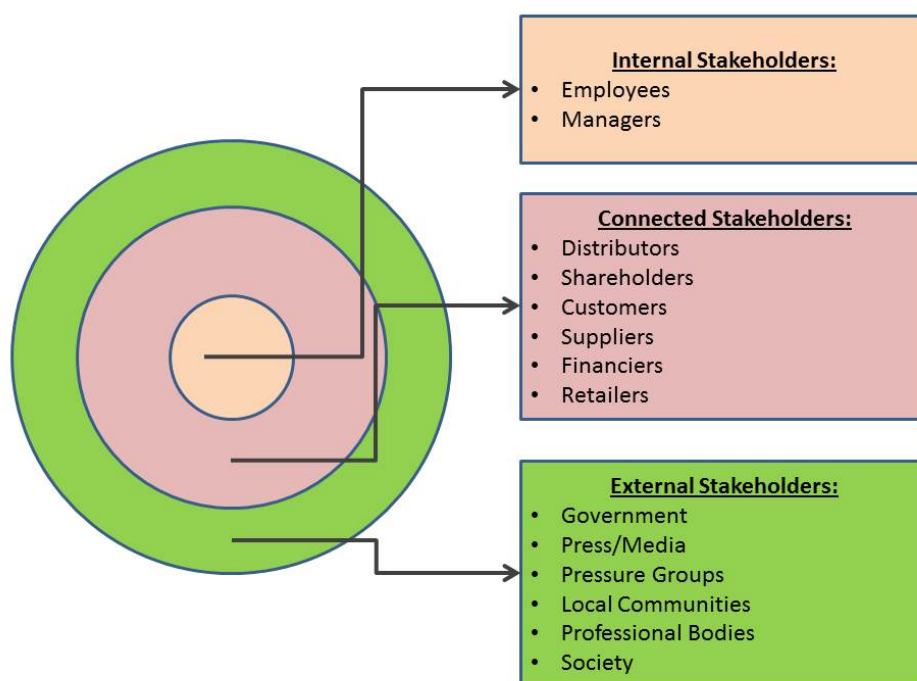 Internal Stakeholders:
• Employees
• Managers
Connected Stakeholders:
• Distributors
• Shareholders
• Customers
• Suppliers
• Financiers
• Retailers
External Stakeholders:
• Government
• Press/Media
• Pressure Groups
• Local Communities
• Professional Bodies
• Society